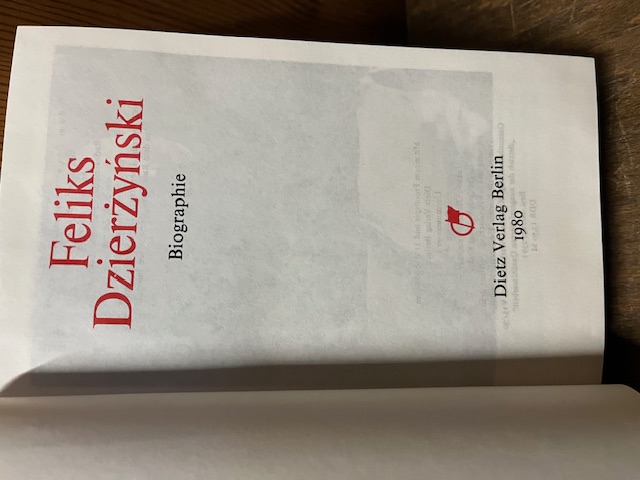 Feliks
Dzierżyński
Biographie
Dietz Verlag Berlin
1980